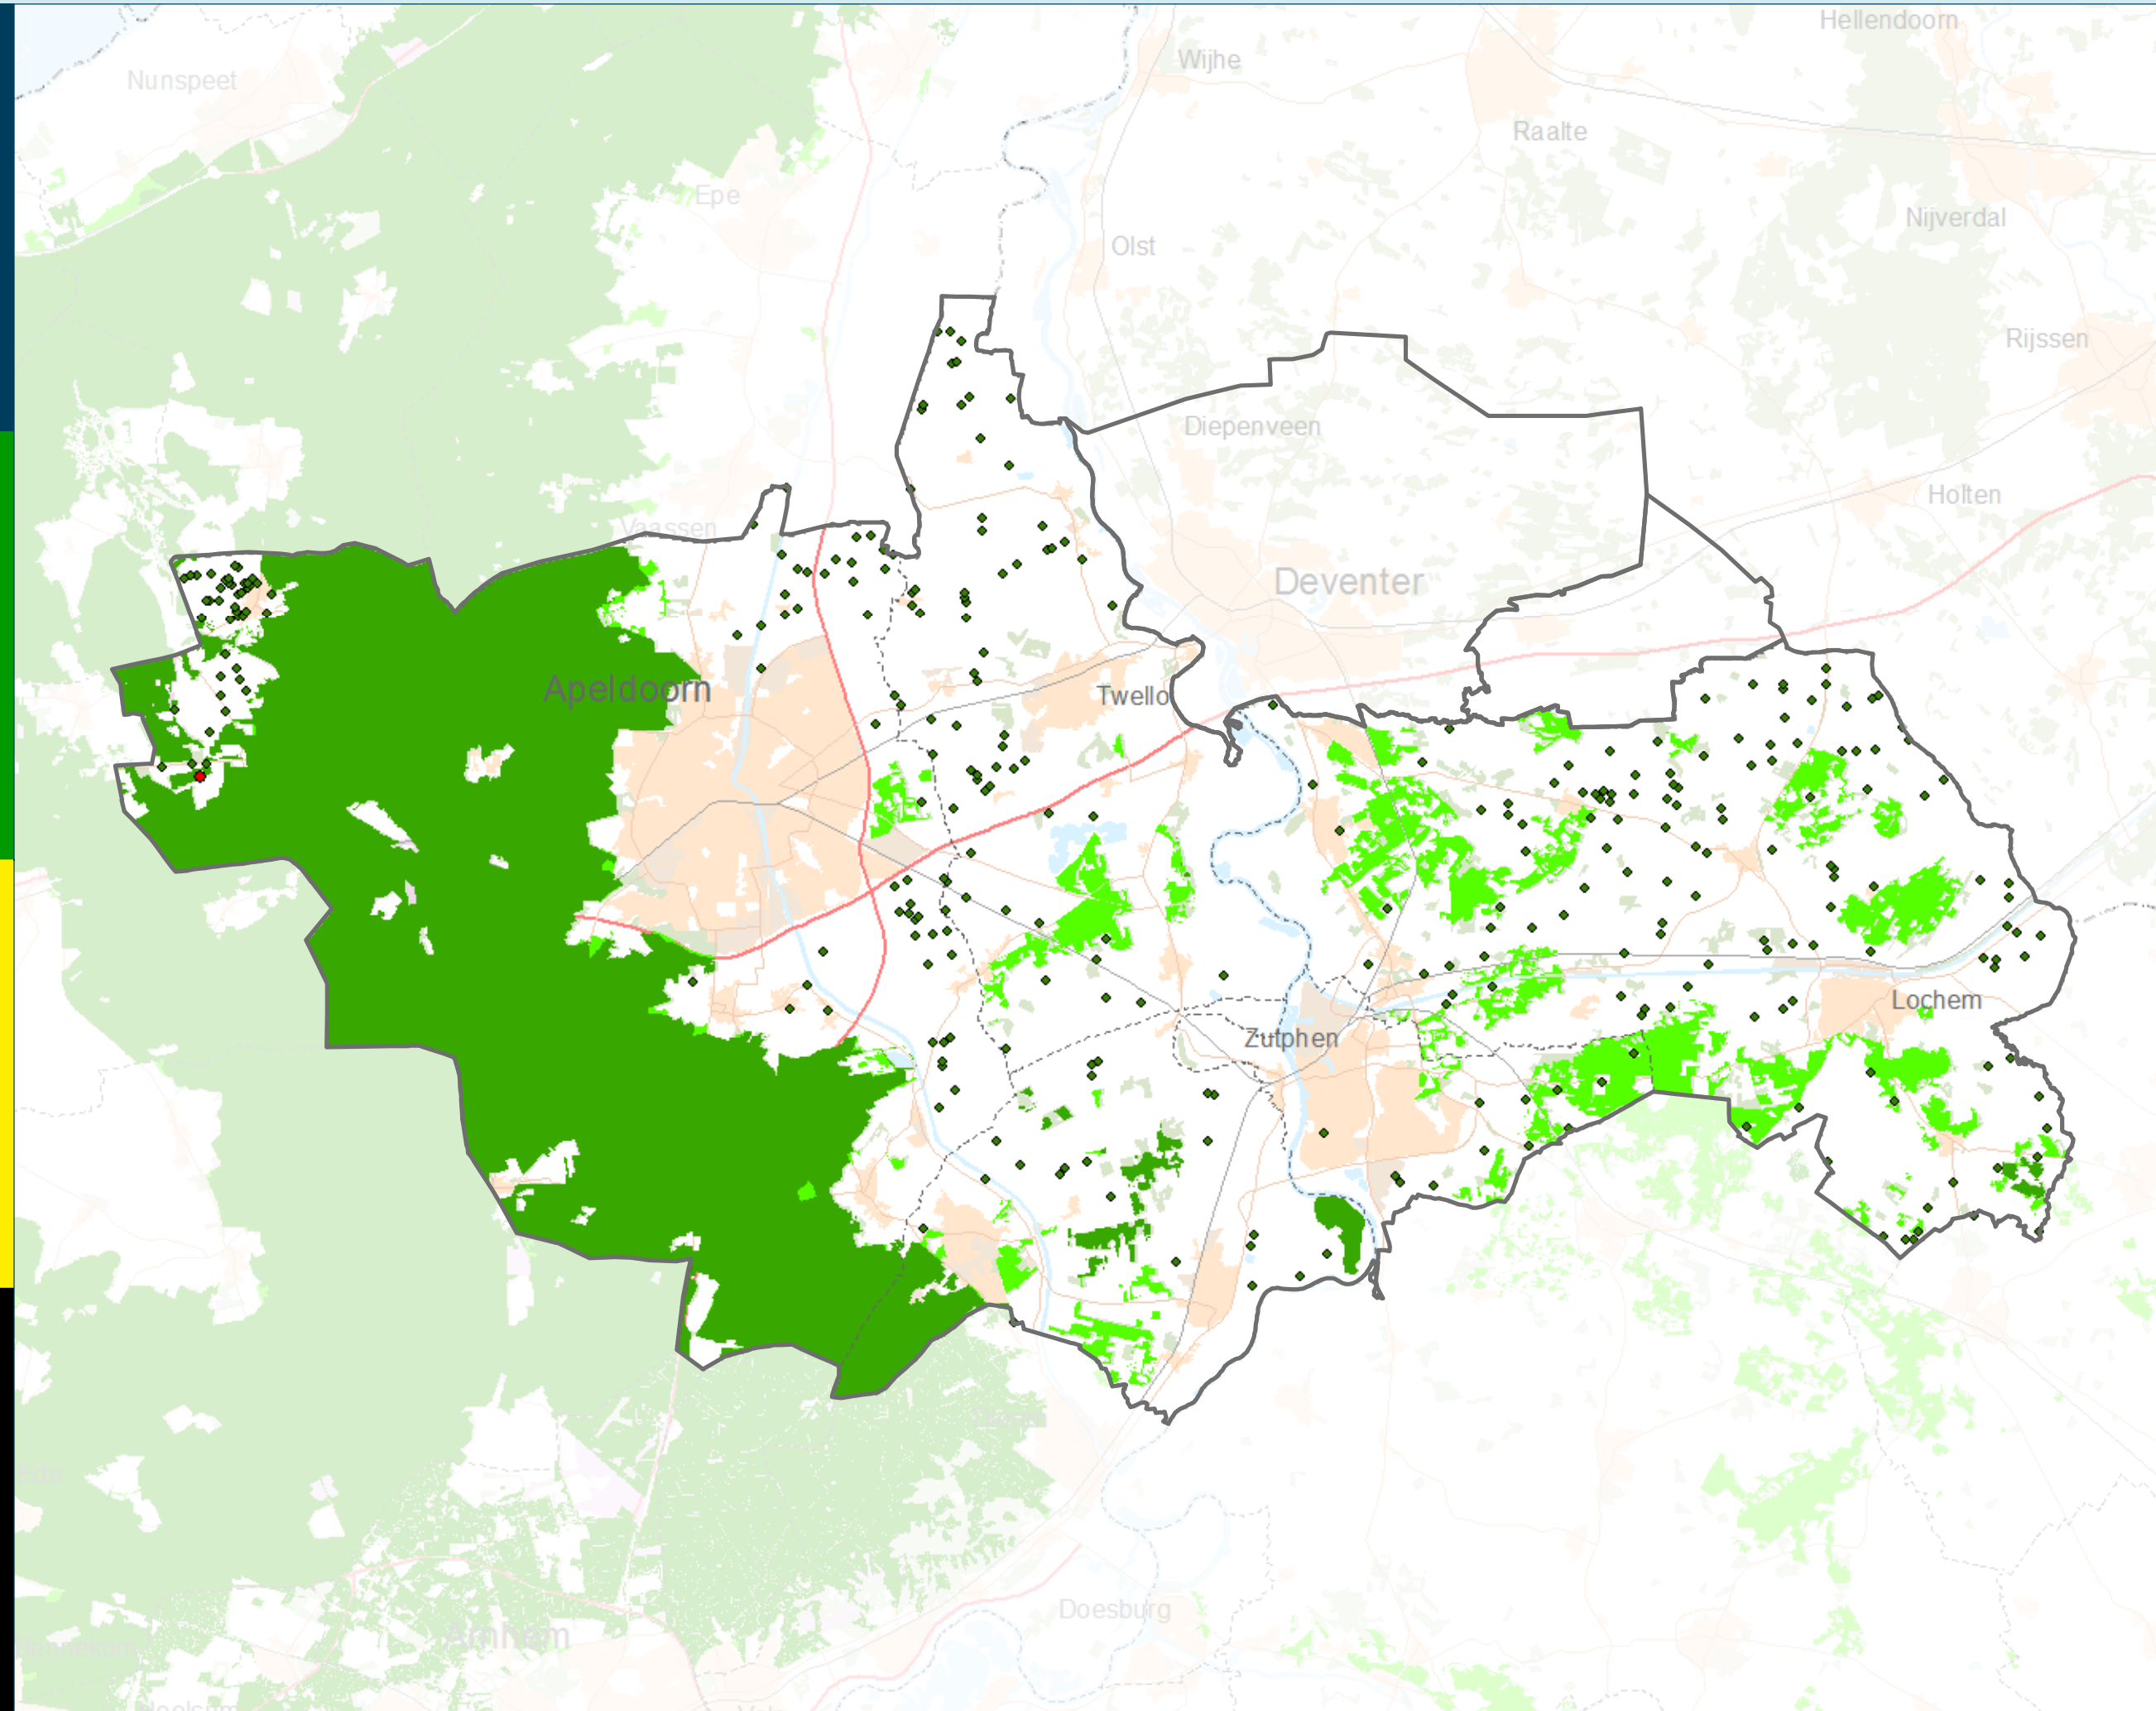 Hellendoorn
Nunspeet
Wijhe
Raalte
Epe
Nijverdal
Olst
Rijssen
Diepenveen
Holten
Vaassen
Deventer
Apeldoorn
Twello
Lochem
Zutphen
Doesburg
Arnhem